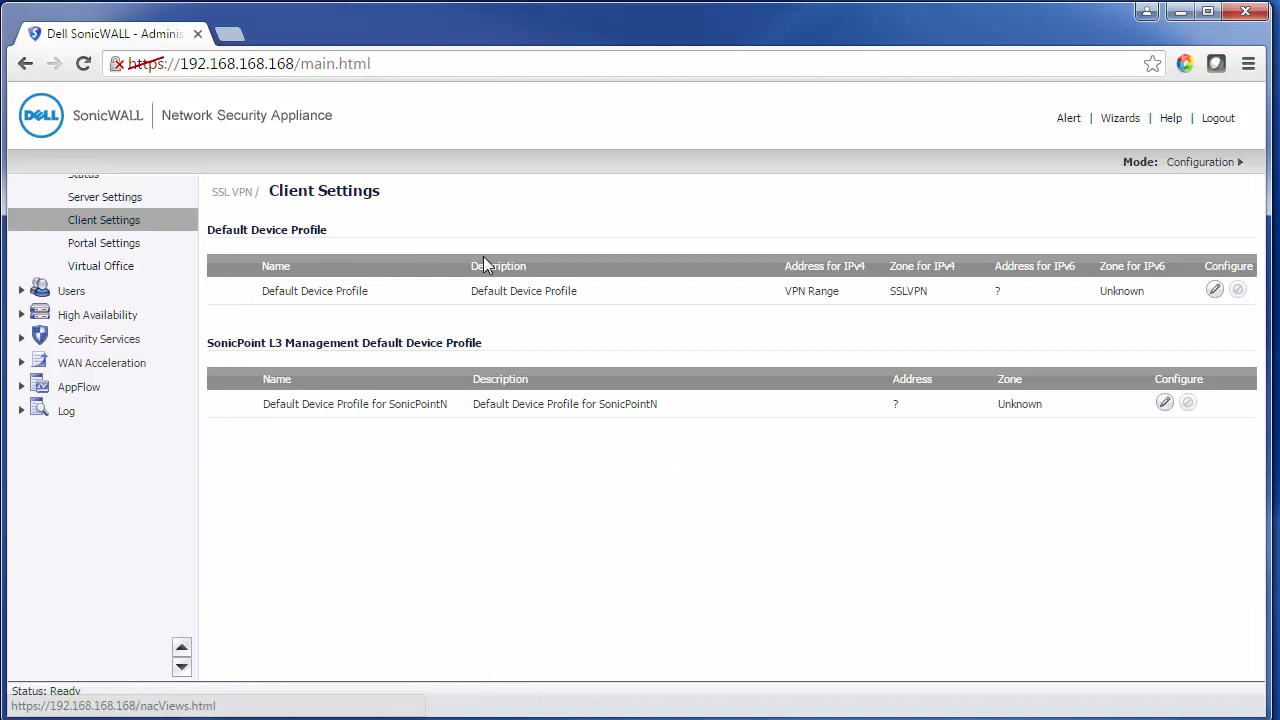 Dell SonicWALL - Adminis
https://192.168.168.168/main.html
DELL SonicWALL | Network Security Appliance
Alert | Wizards | Help | Logout
Mode: Configuration
Status
Server Settings
Client Settings
Portal Settings
Virtual Office
Users
High Availability
Security Services
WAN Acceleration
AppFlow
Log
SSL VPN / Client Settings
Default Device Profile
Name Description Address for IPv4 Zone for IPv4 Address for IPv6 Zone for IPv6 Configure
Default Device Profile Default Device Profile VPN Range SSLVPN ? Unknown
SonicPoint L3 Management Default Device Profile
Name Description Address Zone Configure
Default Device Profile for SonicPointN Default Device Profile for SonicPointN ? Unknown
Status: Ready
https://192.168.168.168/nacViews.html